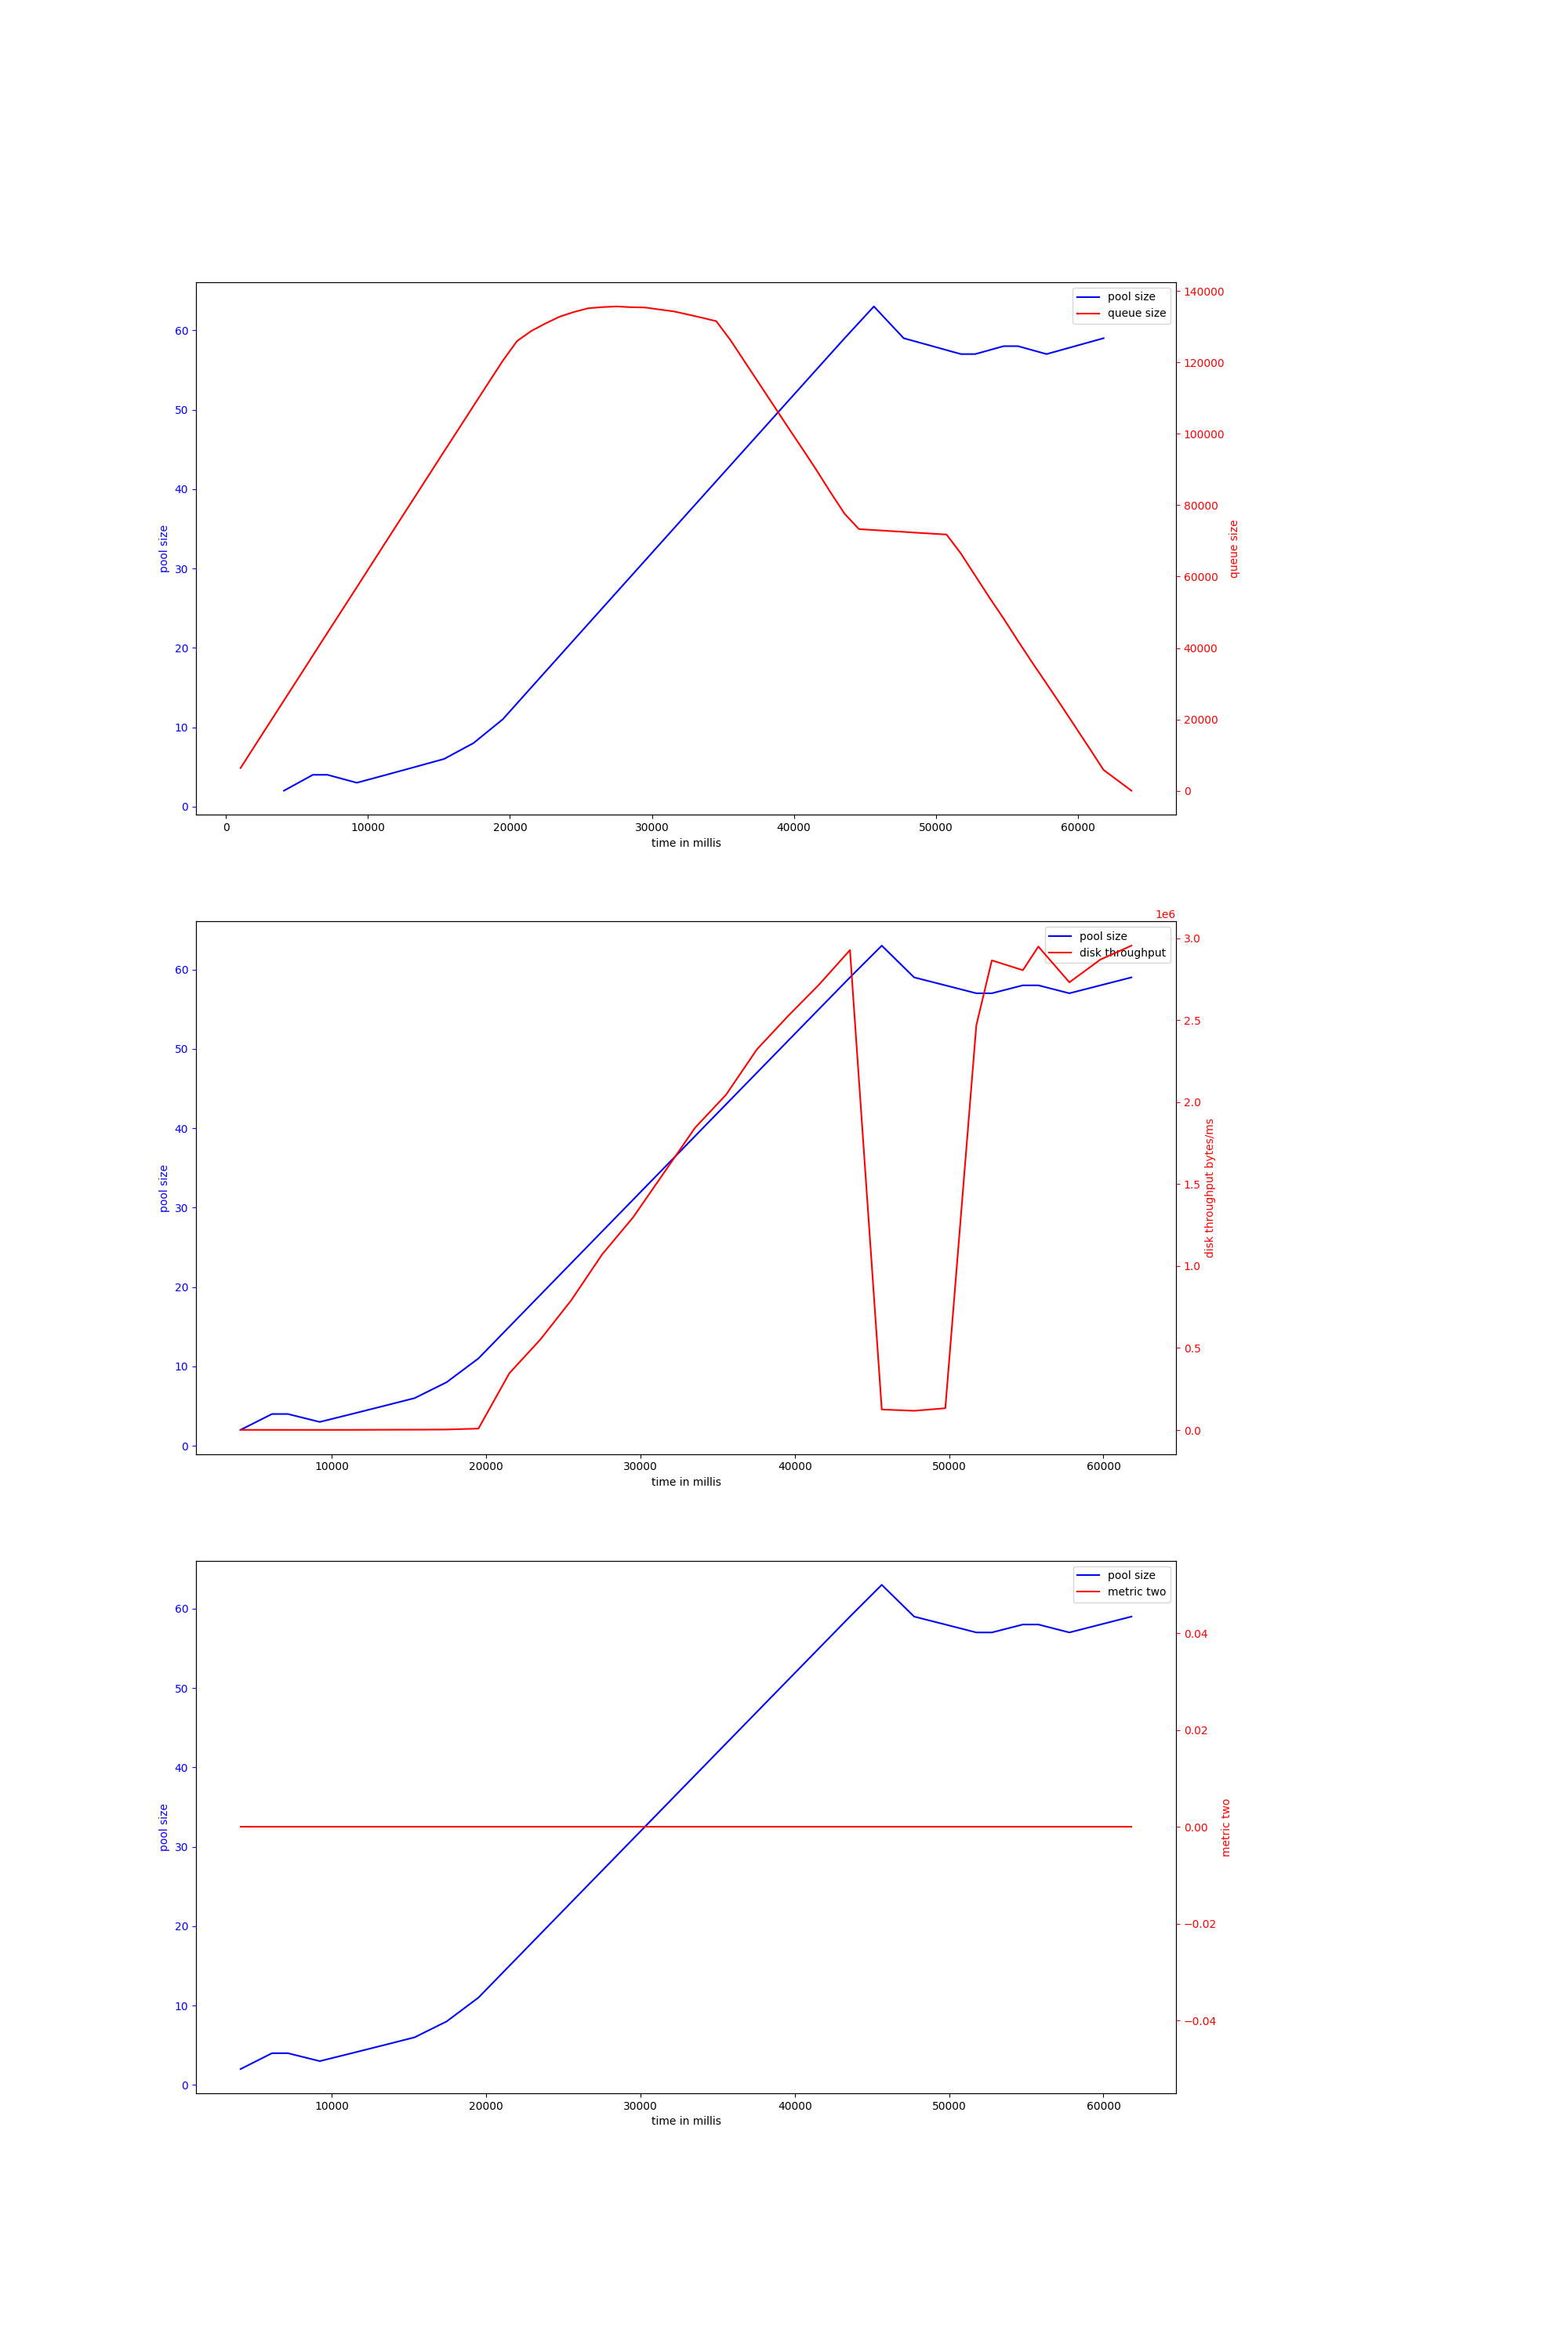 pool size
queue size
140000
120000
100000
80000
60000
40000
20000
0
60
50
40
30
20
10
0
pool size
queue size
0 10000 20000 30000 40000 50000 60000
time in millis
1e6
pool size
disk throughput
3.0
2.5
2.0
1.5
1.0
0.5
0.0
60
50
40
30
20
10
0
pool size
disk throughput bytes/ms
10000 20000 30000 40000 50000 60000
time in millis
pool size
metric two
0.04
0.02
0.00
−0.02
−0.04
60
50
40
30
20
10
0
pool size
metric two
10000 20000 30000 40000 50000 60000
time in millis